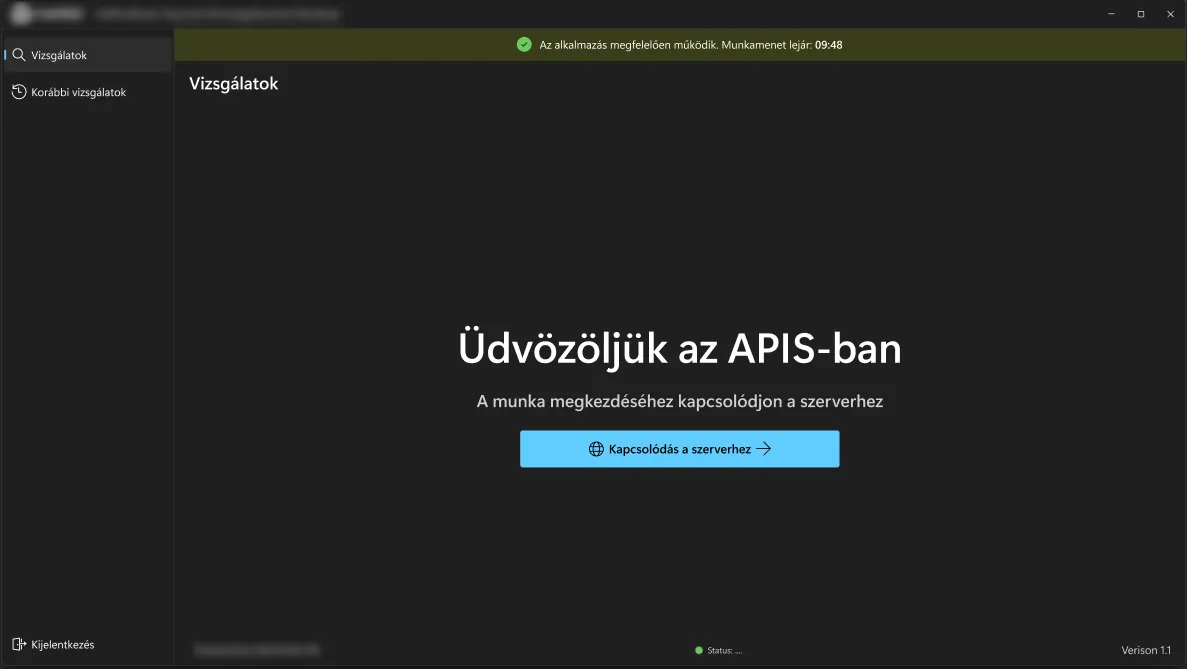 Az alkalmazás megfelelően működik. Munkamenet lejár: 09:48
Vizsgálatok
Korábbi vizsgálatok
Vizsgálatok
Üdvözöljük az APIS-ban
A munka megkezdéséhez kapcsolódjon a szerverhez
Kapcsolódás a szerverhez
Kijelentkezés
Status: ....
Verison 1.1